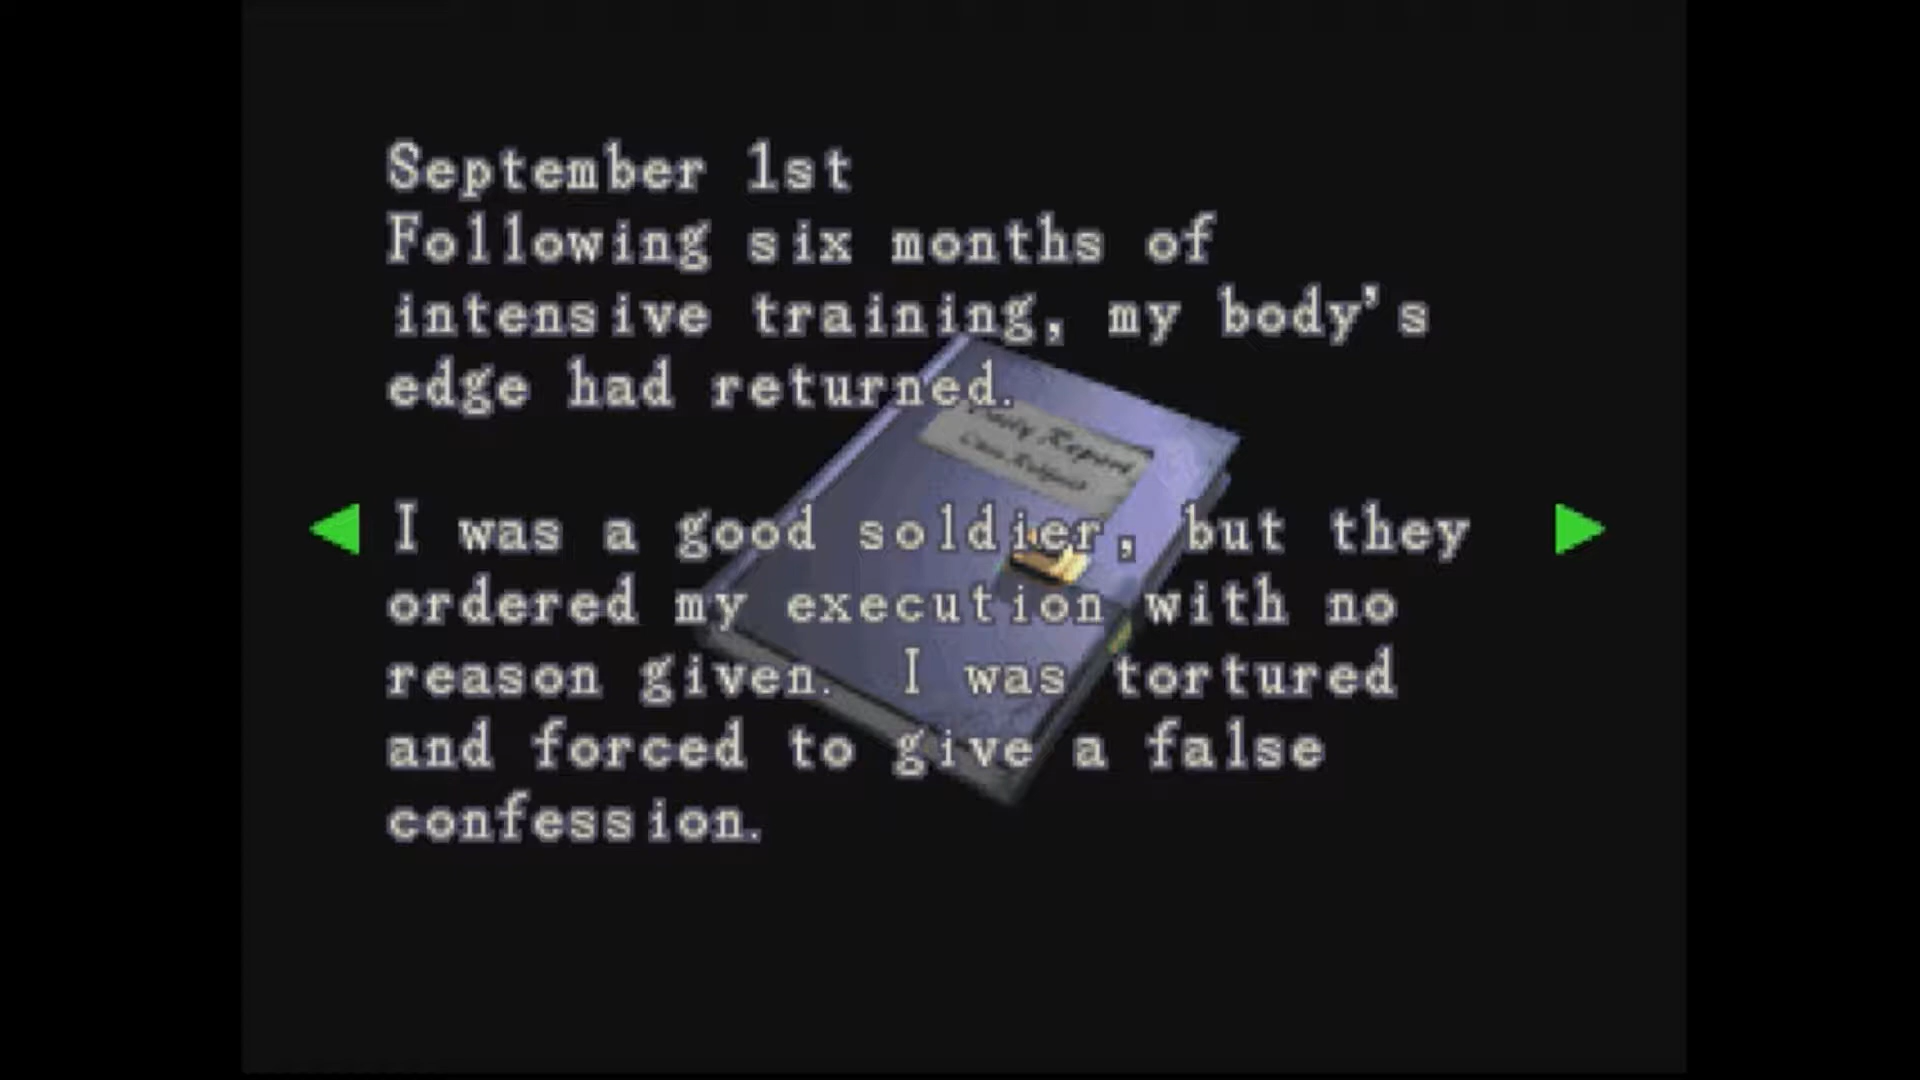 September 1st
Following six months of
intensive training, my body's
edge had returned.
Report
I was a good soldier, but they
ordered my execution with no
reason given. I was tortured
and forced to give a false
confession.